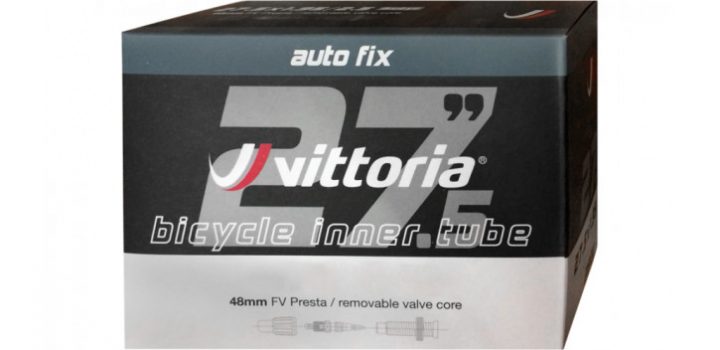 auto fix
27.5"
vittoria®
bicycle inner tube
48mm FV Presta / removable valve core